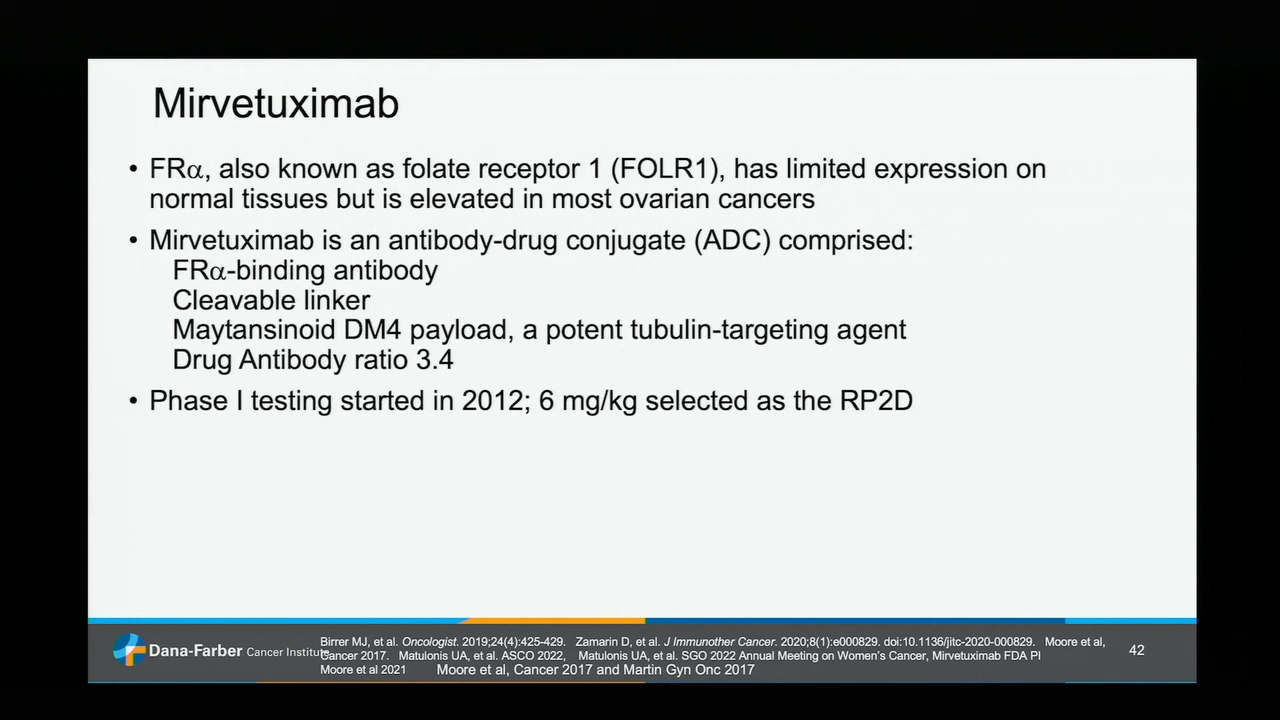 Mirvetuximab
• FRα, also known as folate receptor 1 (FOLR1), has limited expression on
normal tissues but is elevated in most ovarian cancers
• Mirvetuximab is an antibody-drug conjugate (ADC) comprised:
FRα-binding antibody
Cleavable linker
Maytansinoid DM4 payload, a potent tubulin-targeting agent
Drug Antibody ratio 3.4
• Phase I testing started in 2012; 6 mg/kg selected as the RP2D
Dana-Farber Cancer Institute
Birrer MJ, et al. Oncologist. 2019;24(4):425-429. Zamarin D, et al. J Immunother Cancer. 2020;8(1):e000829. doi:10.1136/jitc-2020-000829. Moore et al,
Cancer 2017. Matulonis UA, et al. ASCO 2022, Matulonis UA, et al. SGO 2022 Annual Meeting on Women's Cancer, Mirvetuximab FDA PI
Moore et al 2021 Moore et al, Cancer 2017 and Martin Gyn Onc 2017
42